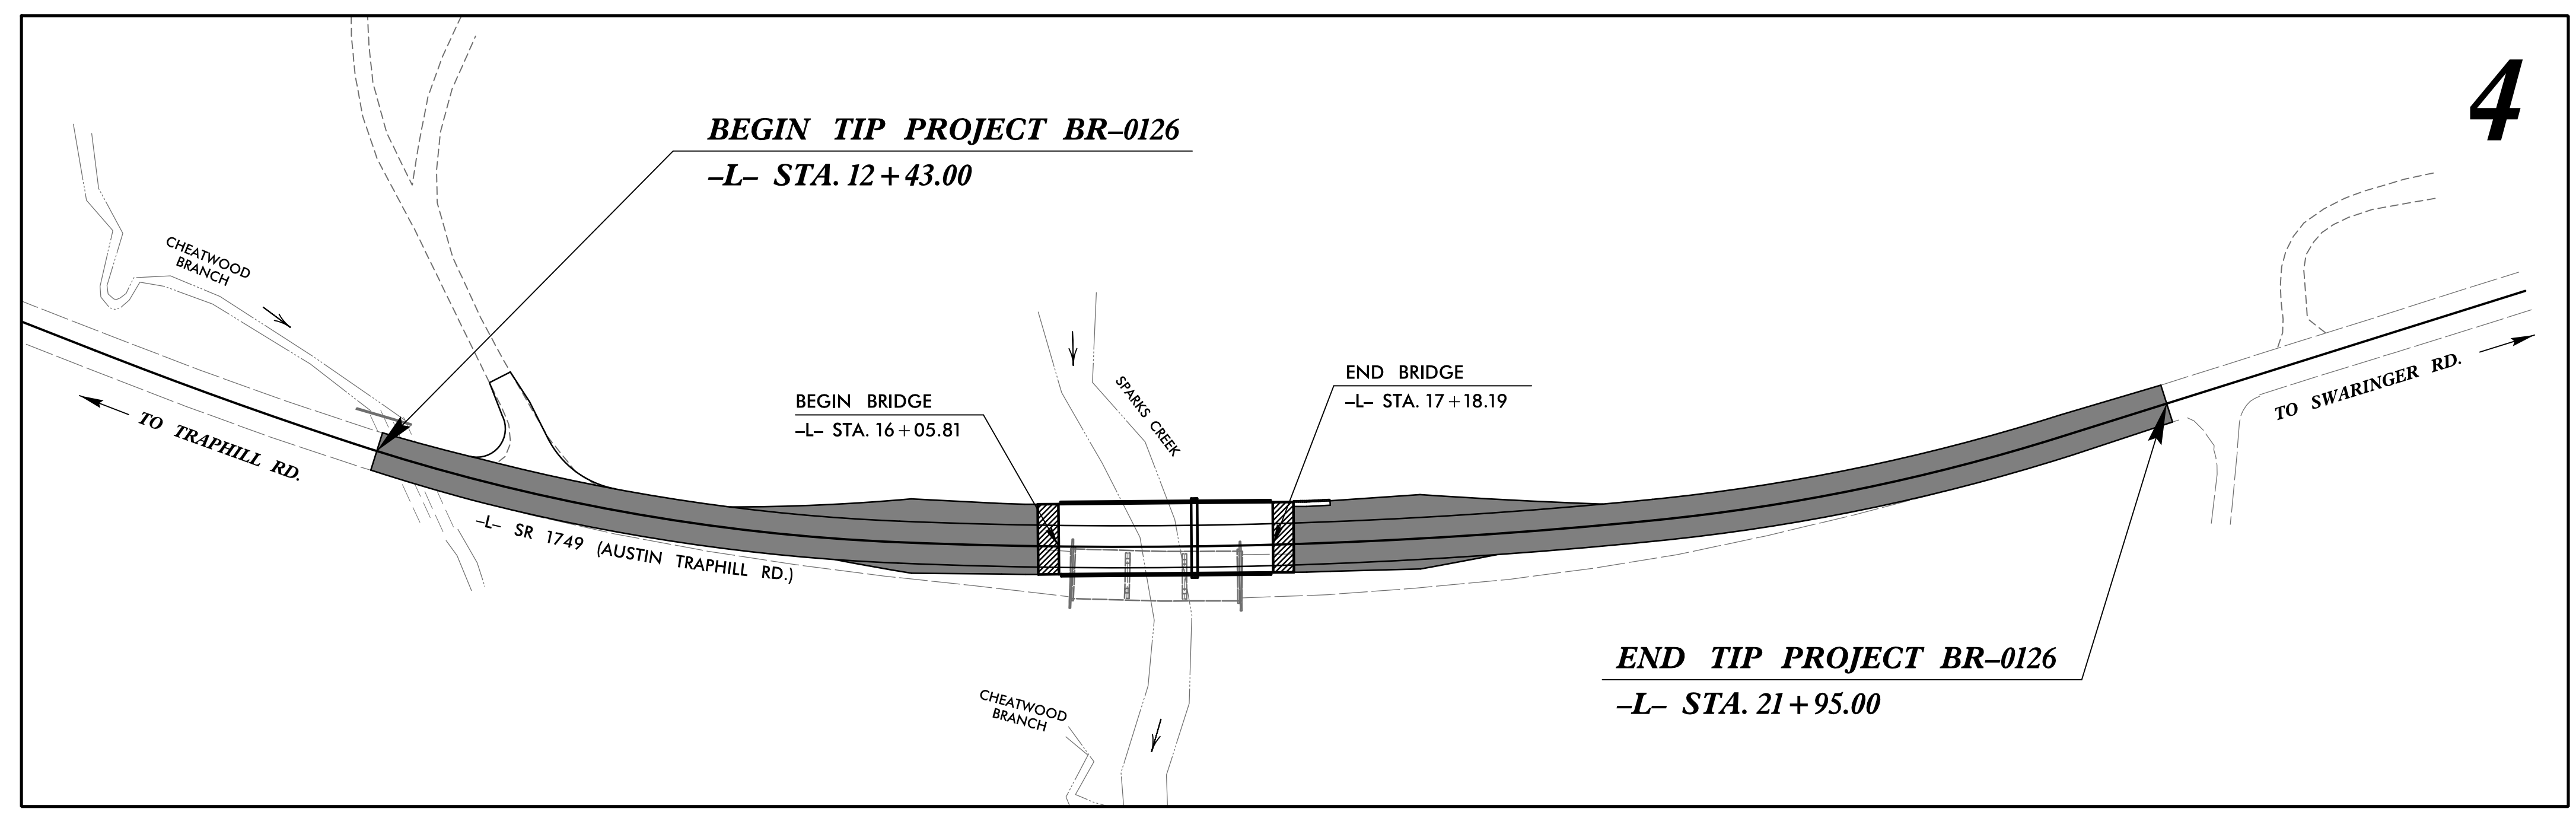 4
BEGIN TIP PROJECT BR–0126
–L– STA. 12+43.00
CHEATWOOD
BRANCH
TO TRAPHILL RD.
–L– SR 1749 (AUSTIN TRAPHILL RD.)
BEGIN BRIDGE
–L– STA. 16+05.81
SPARKS CREEK
END BRIDGE
–L– STA. 17+18.19
TO SWARINGER RD.
END TIP PROJECT BR–0126
–L– STA. 21+95.00
CHEATWOOD
BRANCH